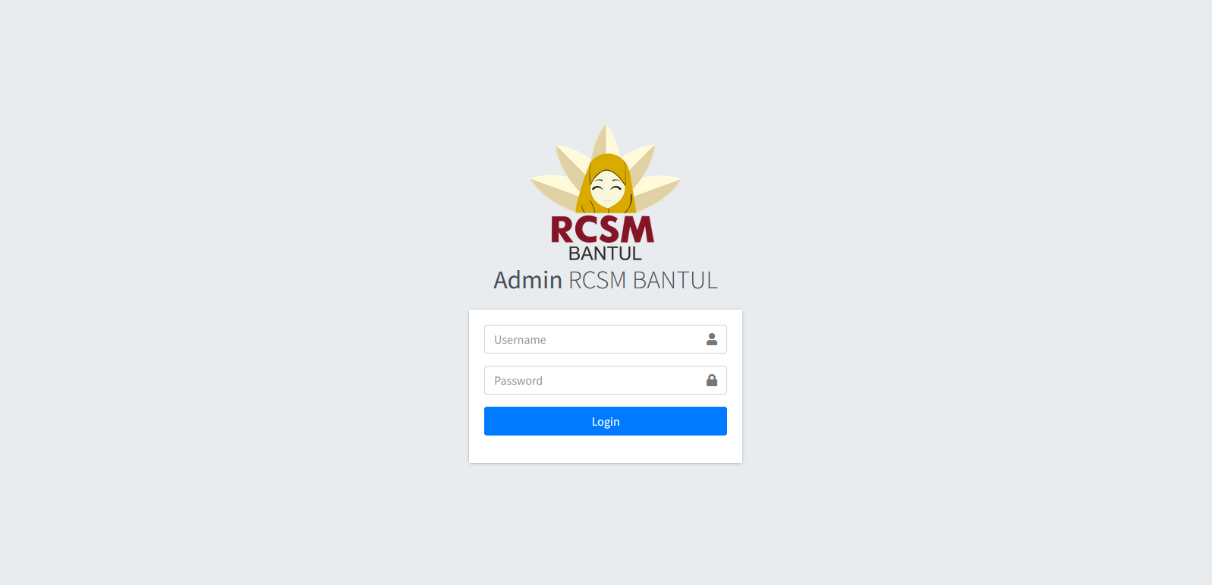 RCSM
BANTUL
Admin RCSM BANTUL
Username
Password
Login